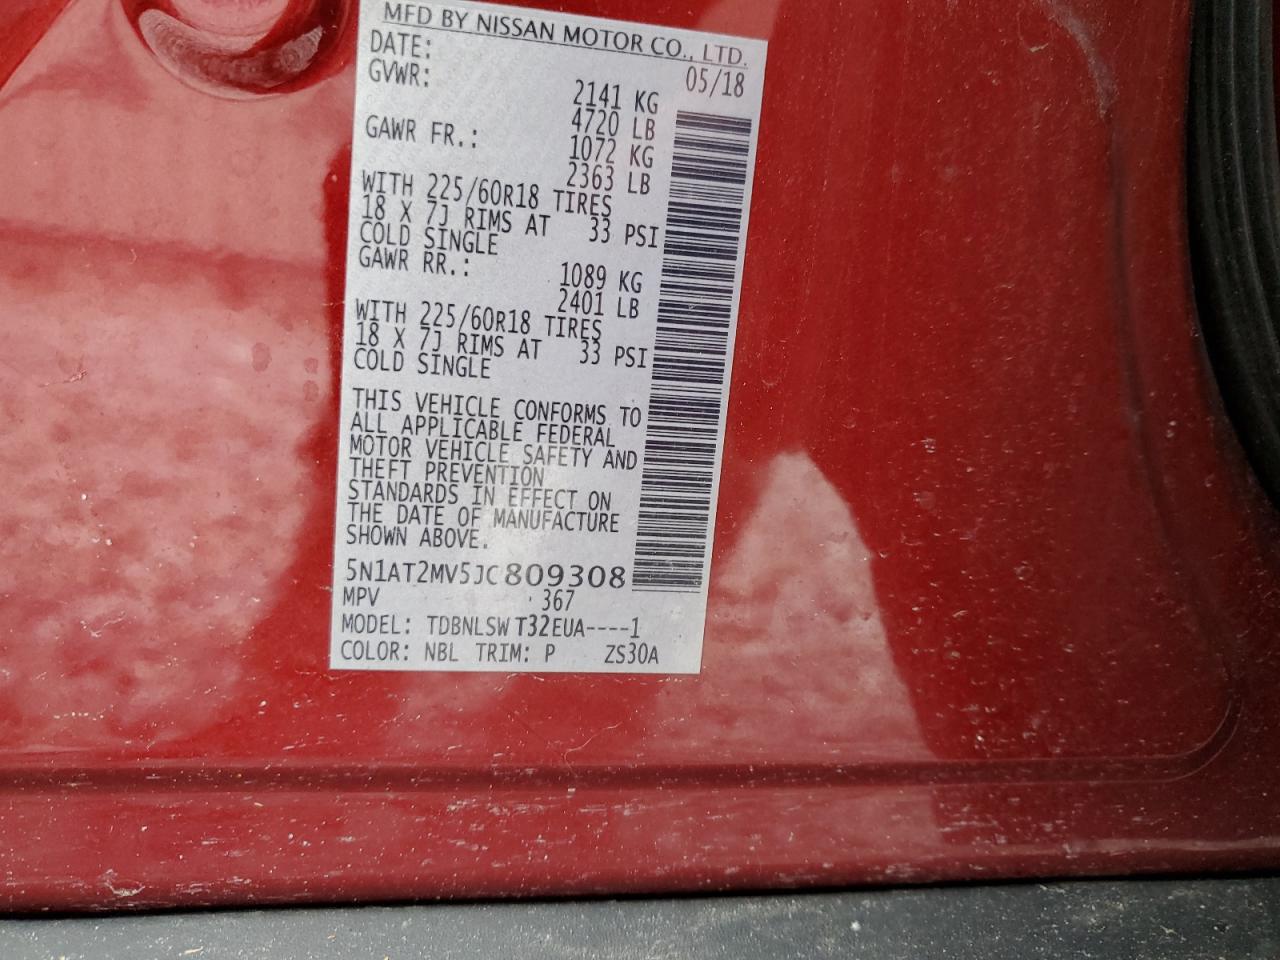 MFD BY NISSAN MOTOR CO., LTD.
DATE: 05/18
GVWR: 2141 KG
4720 LB
GAWR FR.: 1072 KG
2363 LB
WITH 225/60R18 TIRES
18 X 7J RIMS AT 33 PSI
COLD SINGLE
GAWR RR.: 1089 KG
2401 LB
WITH 225/60R18 TIRES
18 X 7J RIMS AT 33 PSI
COLD SINGLE
THIS VEHICLE CONFORMS TO
ALL APPLICABLE FEDERAL
MOTOR VEHICLE SAFETY AND
THEFT PREVENTION
STANDARDS IN EFFECT ON
THE DATE OF MANUFACTURE
SHOWN ABOVE.
5N1AT2MV5JC809308
MPV 367
MODEL: TDBNLSW T32EUA----1
COLOR: NBL TRIM: P ZS30A